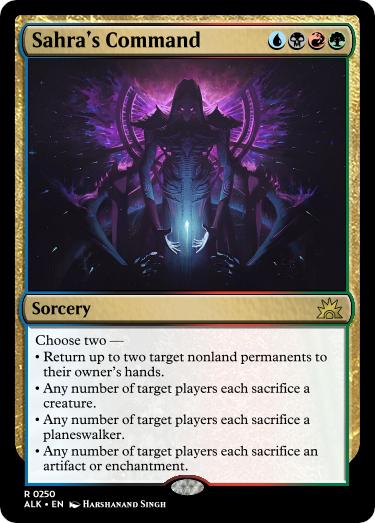 Sahra's Command
Sorcery
Choose two —
• Return up to two target nonland permanents to
their owner's hands.
• Any number of target players each sacrifice a
creature.
• Any number of target players each sacrifice a
planeswalker.
• Any number of target players each sacrifice an
artifact or enchantment.
R 0250
ALK • EN Harshanand Singh